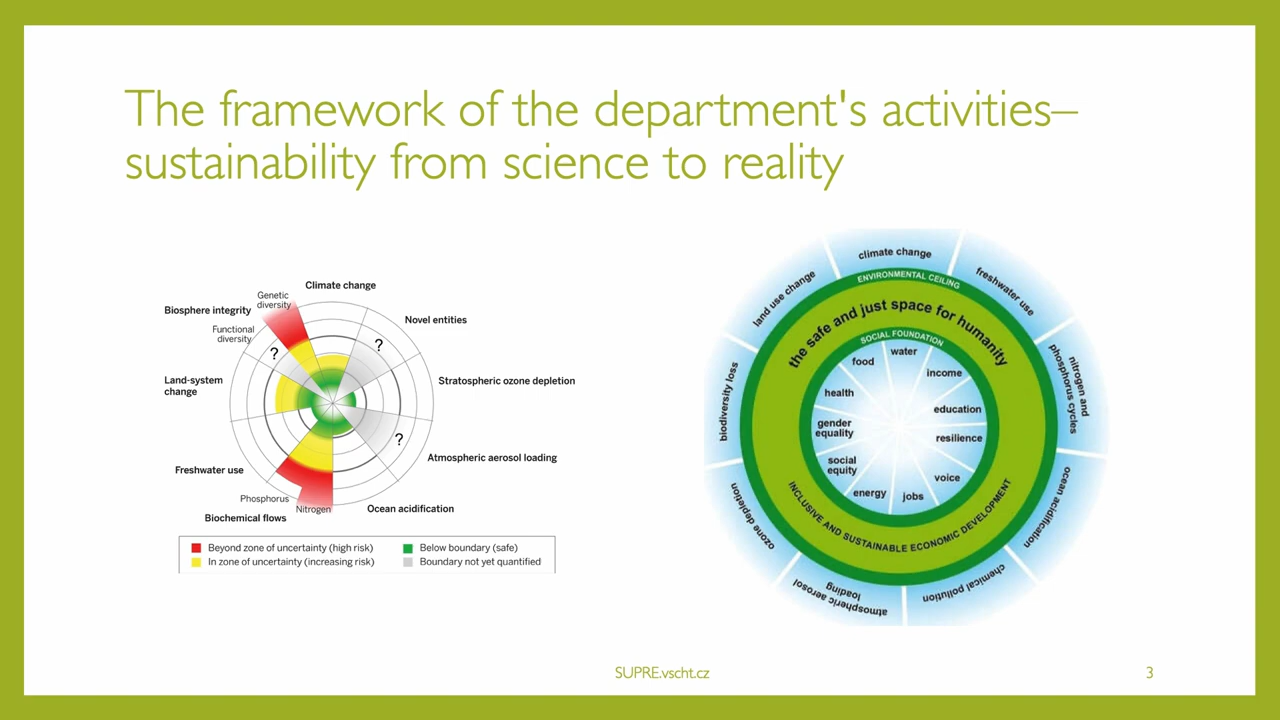 The framework of the department's activities–
sustainability from science to reality
Climate change
Genetic
diversity
Biosphere integrity
Functional
diversity
Novel entities
?
?
Land-system
change
Stratospheric ozone depletion
?
Atmospheric aerosol loading
Freshwater use
Phosphorus
Nitrogen
Biochemical flows
Ocean acidification
Beyond zone of uncertainty (high risk)
In zone of uncertainty (increasing risk)
Below boundary (safe)
Boundary not yet quantified
climate change
freshwater use
nitrogen and
phosphorus cycles
ocean acidification
chemical pollution
atmospheric aerosol
loading
ozone depletion
biodiversity loss
land use change
ENVIRONMENTAL CEILING
the safe and just space for humanity
SOCIAL FOUNDATION
water
income
education
resilience
voice
jobs
energy
social
equity
gender
equality
health
food
INCLUSIVE AND SUSTAINABLE ECONOMIC DEVELOPMENT
SUPRE.vscht.cz
3